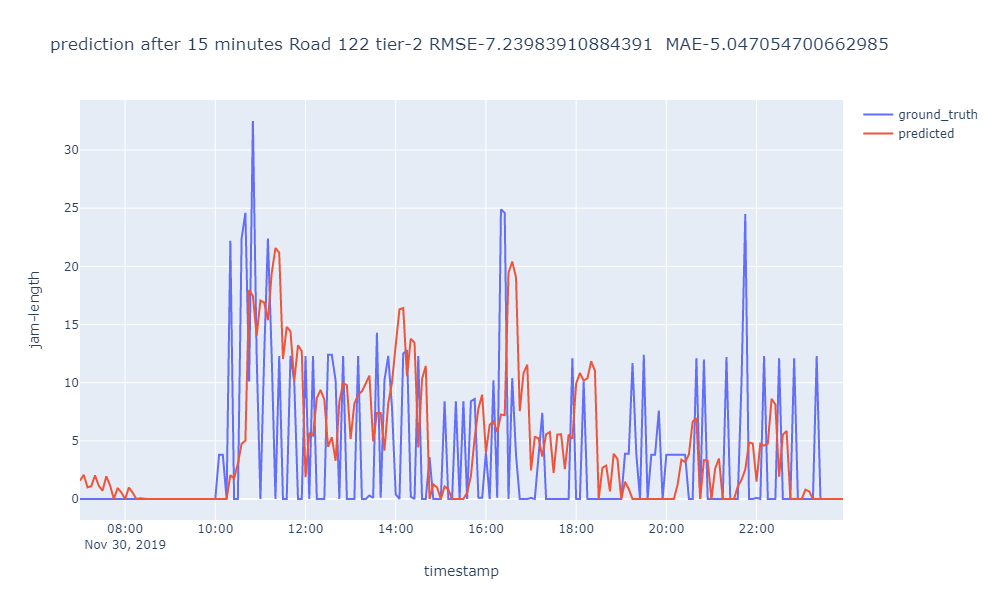 prediction after 15 minutes Road 122 tier-2 RMSE-7.23983910884391  MAE-5.047054700662985
ground_truth
predicted
30
25
20
15
10
5
0
jam-length
08:00 10:00 12:00 14:00 16:00 18:00 20:00 22:00
Nov 30, 2019
timestamp